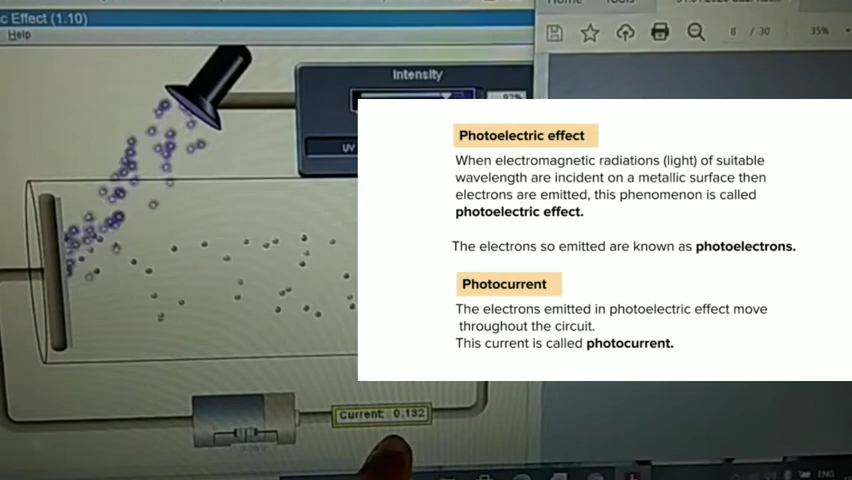 c Effect (1.10)
Help
Home Tools
8 / 30
35%
Intensity
UV
Photoelectric effect
When electromagnetic radiations (light) of suitable
wavelength are incident on a metallic surface then
electrons are emitted, this phenomenon is called
photoelectric effect.
The electrons so emitted are known as photoelectrons.
Photocurrent
The electrons emitted in photoelectric effect move
throughout the circuit.
This current is called photocurrent.
Current: 0.132
ENG